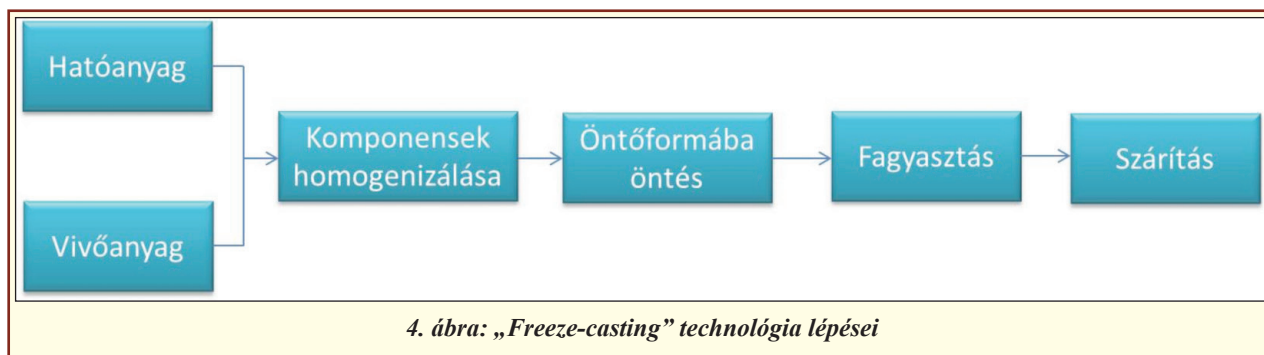 Hatóanyag
Vivőanyag
Komponensek
homogenizálása
Öntőformába
öntés
Fagyasztás
Szárítás
4. ábra: „Freeze-casting” technológia lépései